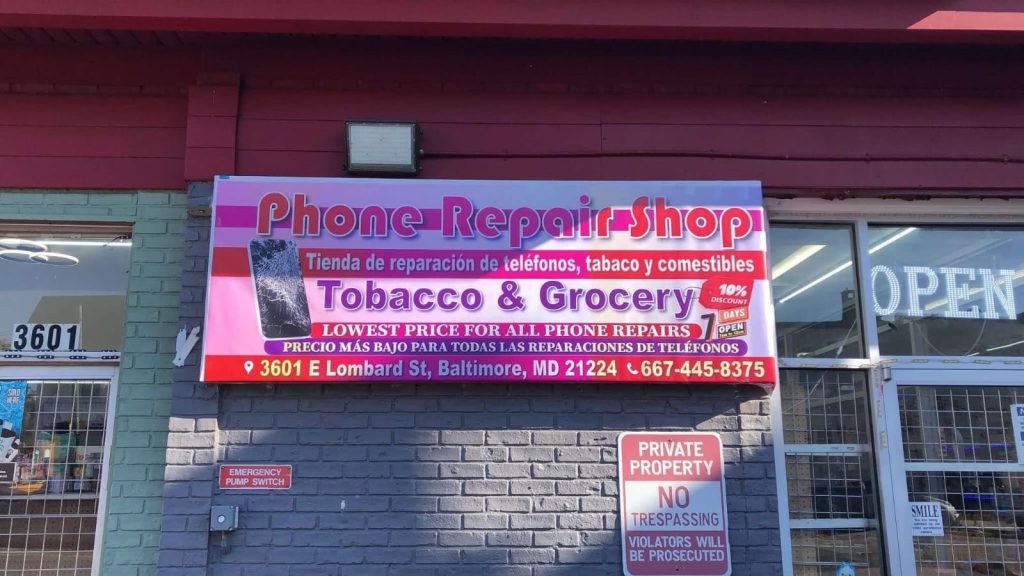 Phone Repair Shop
Tienda de reparación de teléfonos, tabaco y comestibles
Tobacco & Grocery
10%
DISCOUNT
7 DAYS
OPEN
LOWEST PRICE FOR ALL PHONE REPAIRS
PRECIO MÁS BAJO PARA TODAS LAS REPARACIONES DE TELÉFONOS
3601 E Lombard St, Baltimore, MD 21224 667-445-8375
OPEN
3601
SOLD
HERE
EMERGENCY
PUMP SWITCH
PRIVATE
PROPERTY
NO
TRESPASSING
VIOLATORS WILL
BE PROSECUTED
SMILE